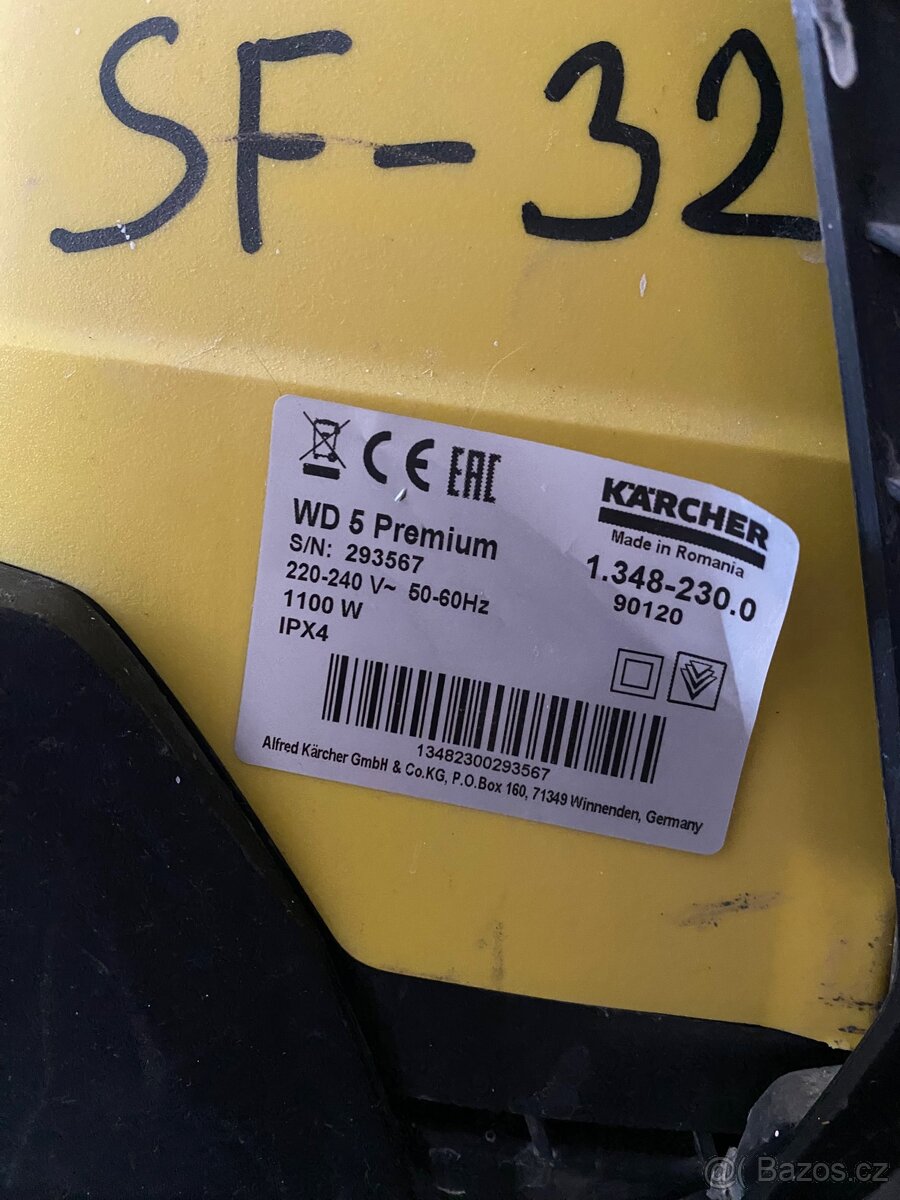 SF-32
CE EAC
WD 5 Premium
S/N: 293567
220-240 V~ 50-60Hz
1100 W
IPX4
KÄRCHER
Made in Romania
1.348-230.0
90120
13482300293567
Alfred Kärcher GmbH & Co.KG, P.O.Box 160, 71349 Winnenden, Germany
Bazos.cz